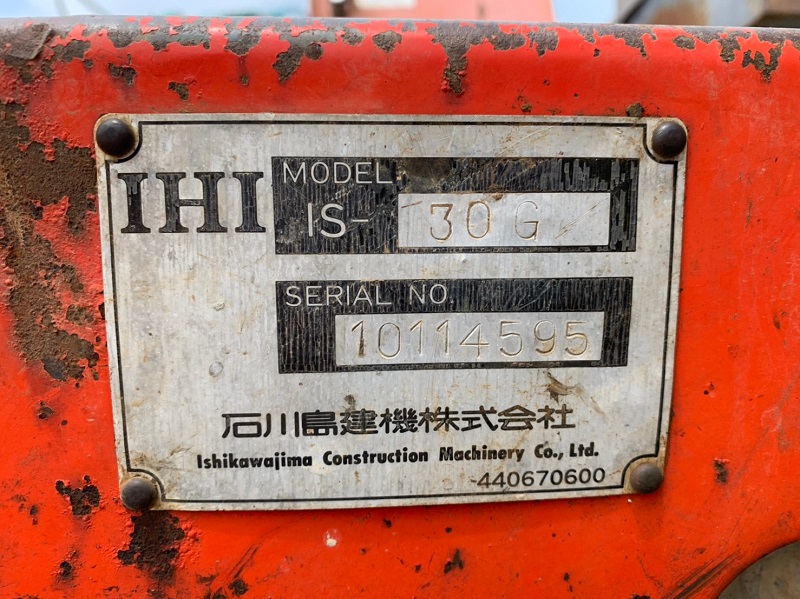 IHI
MODEL
IS- 30G
SERIAL NO.
10114595
石川島建機株式会社
Ishikawajima Construction Machinery Co., Ltd.
440670600